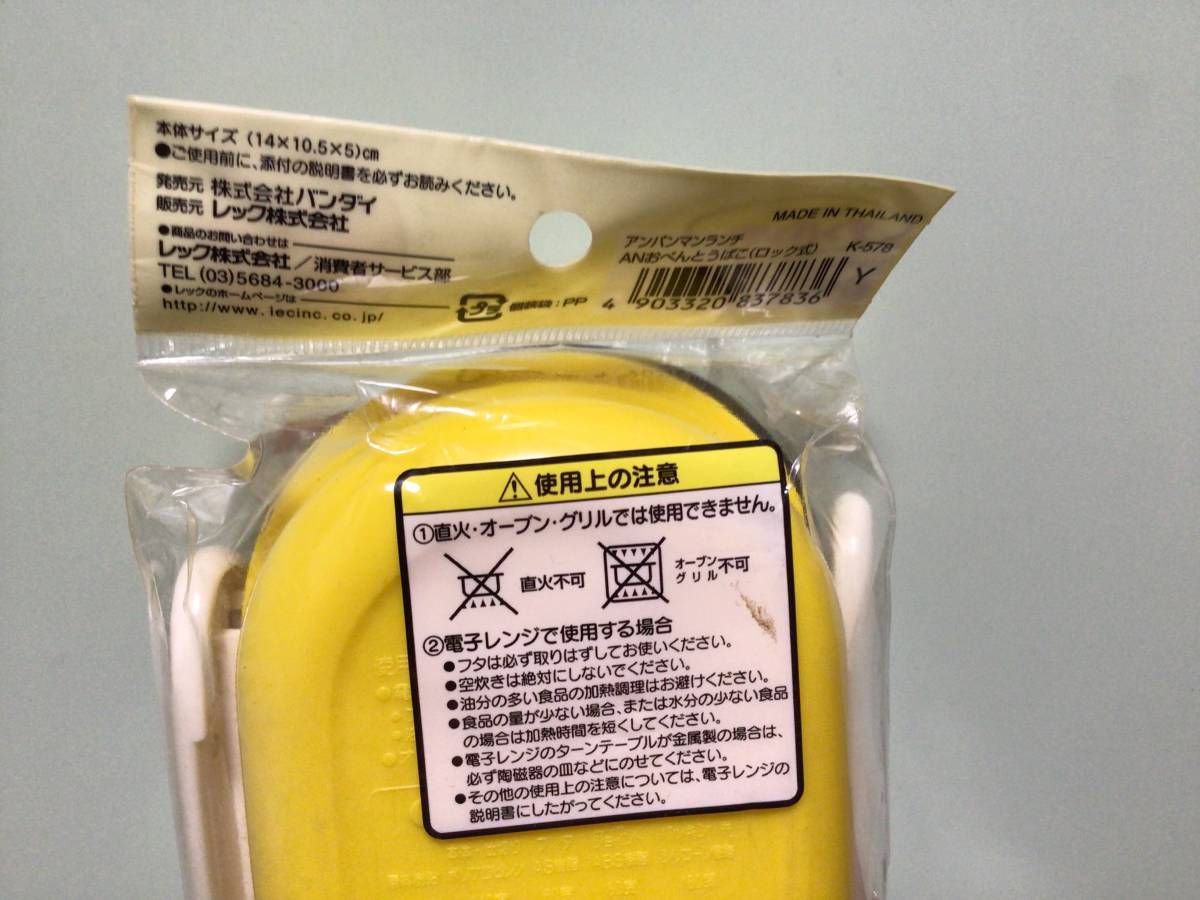 本体サイズ (14×10.5×5)cm
●ご使用前に、添付の説明書を必ずお読みください。
発売元 株式会社バンダイ
販売元 レック株式会社
●商品のお問い合わせは
レック株式会社/消費者サービス部
TEL (03)5684-3000
●レックのホームページは
http://www.lecinc.co.jp/
プラ 個装袋:PP
MADE IN THAILAND
アンパンマンランチ
ANおべんとうばこ(ロック式) K-578
4 903320 837836 Y
使用上の注意
①直火・オーブン・グリルでは使用できません。
直火不可
オーブン
グリル不可
②電子レンジで使用する場合
●フタは必ず取りはずしてお使いください。
●空炊きは絶対にしないでください。
●油分の多い食品の加熱調理はお避けください。
●食品の量が少ない場合、または水分の少ない食品
の場合は加熱時間を短くしてください。
●電子レンジのターンテーブルが金属製の場合は、
必ず陶磁器の皿などにのせてください。
●その他の使用上の注意については、電子レンジの
説明書にしたがってください。